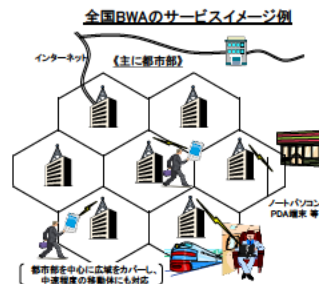 全国BWAのサービスイメージ例
インターネット
《主に都市部》
ノートパソコン
PDA端末 等
都市部を中心に広域をカバーし、
中速程度の移動体にも対応